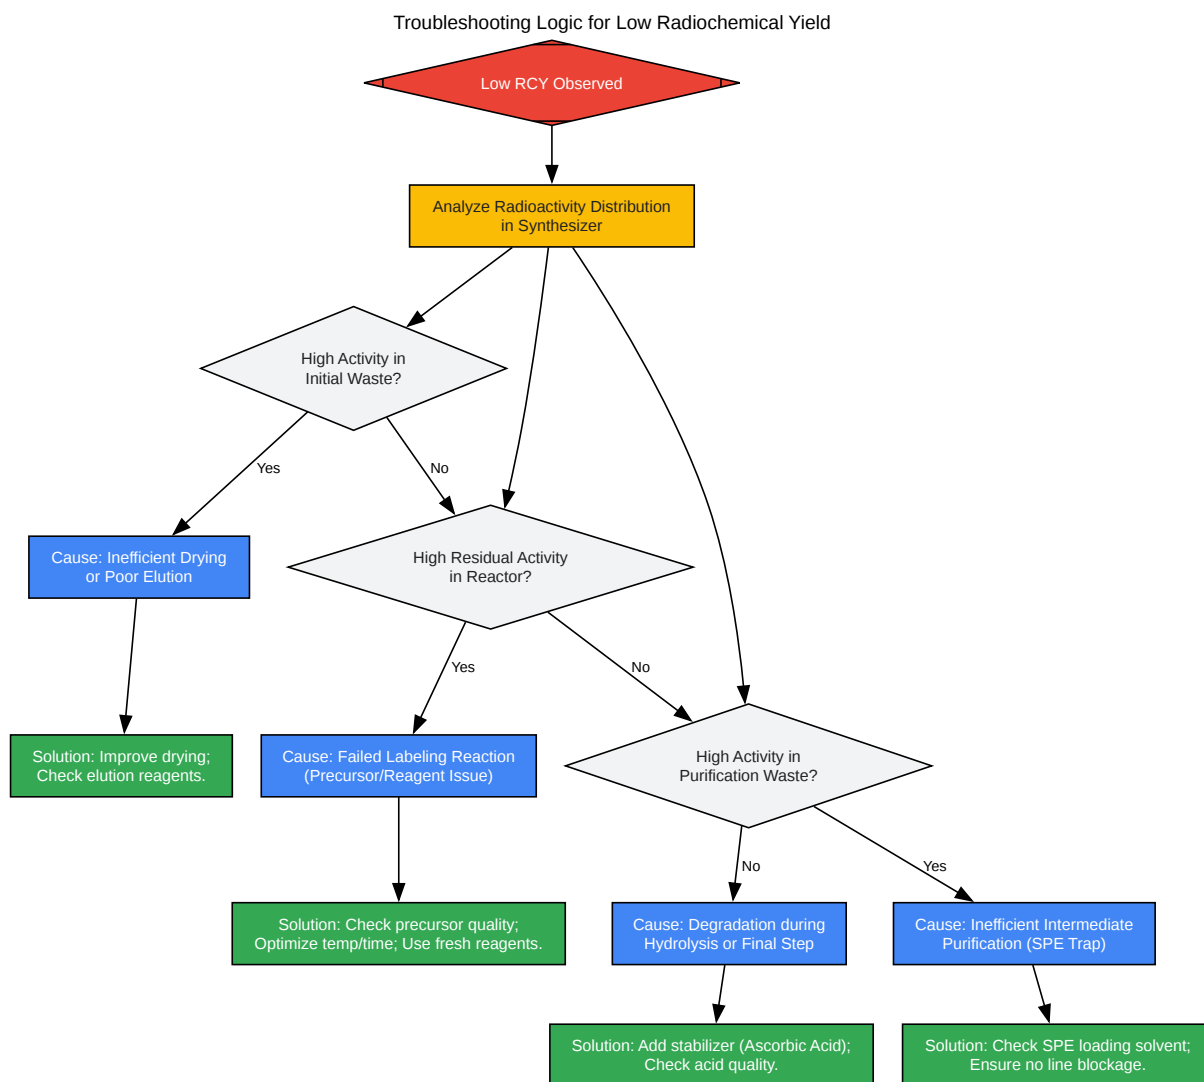 Troubleshooting Logic for Low Radiochemical Yield
Low RCY Observed
Analyze Radioactivity Distribution
in Synthesizer
High Activity in
Initial Waste?
Yes
No
High Residual Activity
in Reactor?
Cause: Inefficient Drying
or Poor Elution
Yes
No
Solution: Improve drying;
Check elution reagents.
Cause: Failed Labeling Reaction
(Precursor/Reagent Issue)
High Activity in
Purification Waste?
No
Yes
Solution: Check precursor quality;
Optimize temp/time; Use fresh reagents.
Cause: Degradation during
Hydrolysis or Final Step
Cause: Inefficient Intermediate
Purification (SPE Trap)
Solution: Add stabilizer (Ascorbic Acid);
Check acid quality.
Solution: Check SPE loading solvent;
Ensure no line blockage.